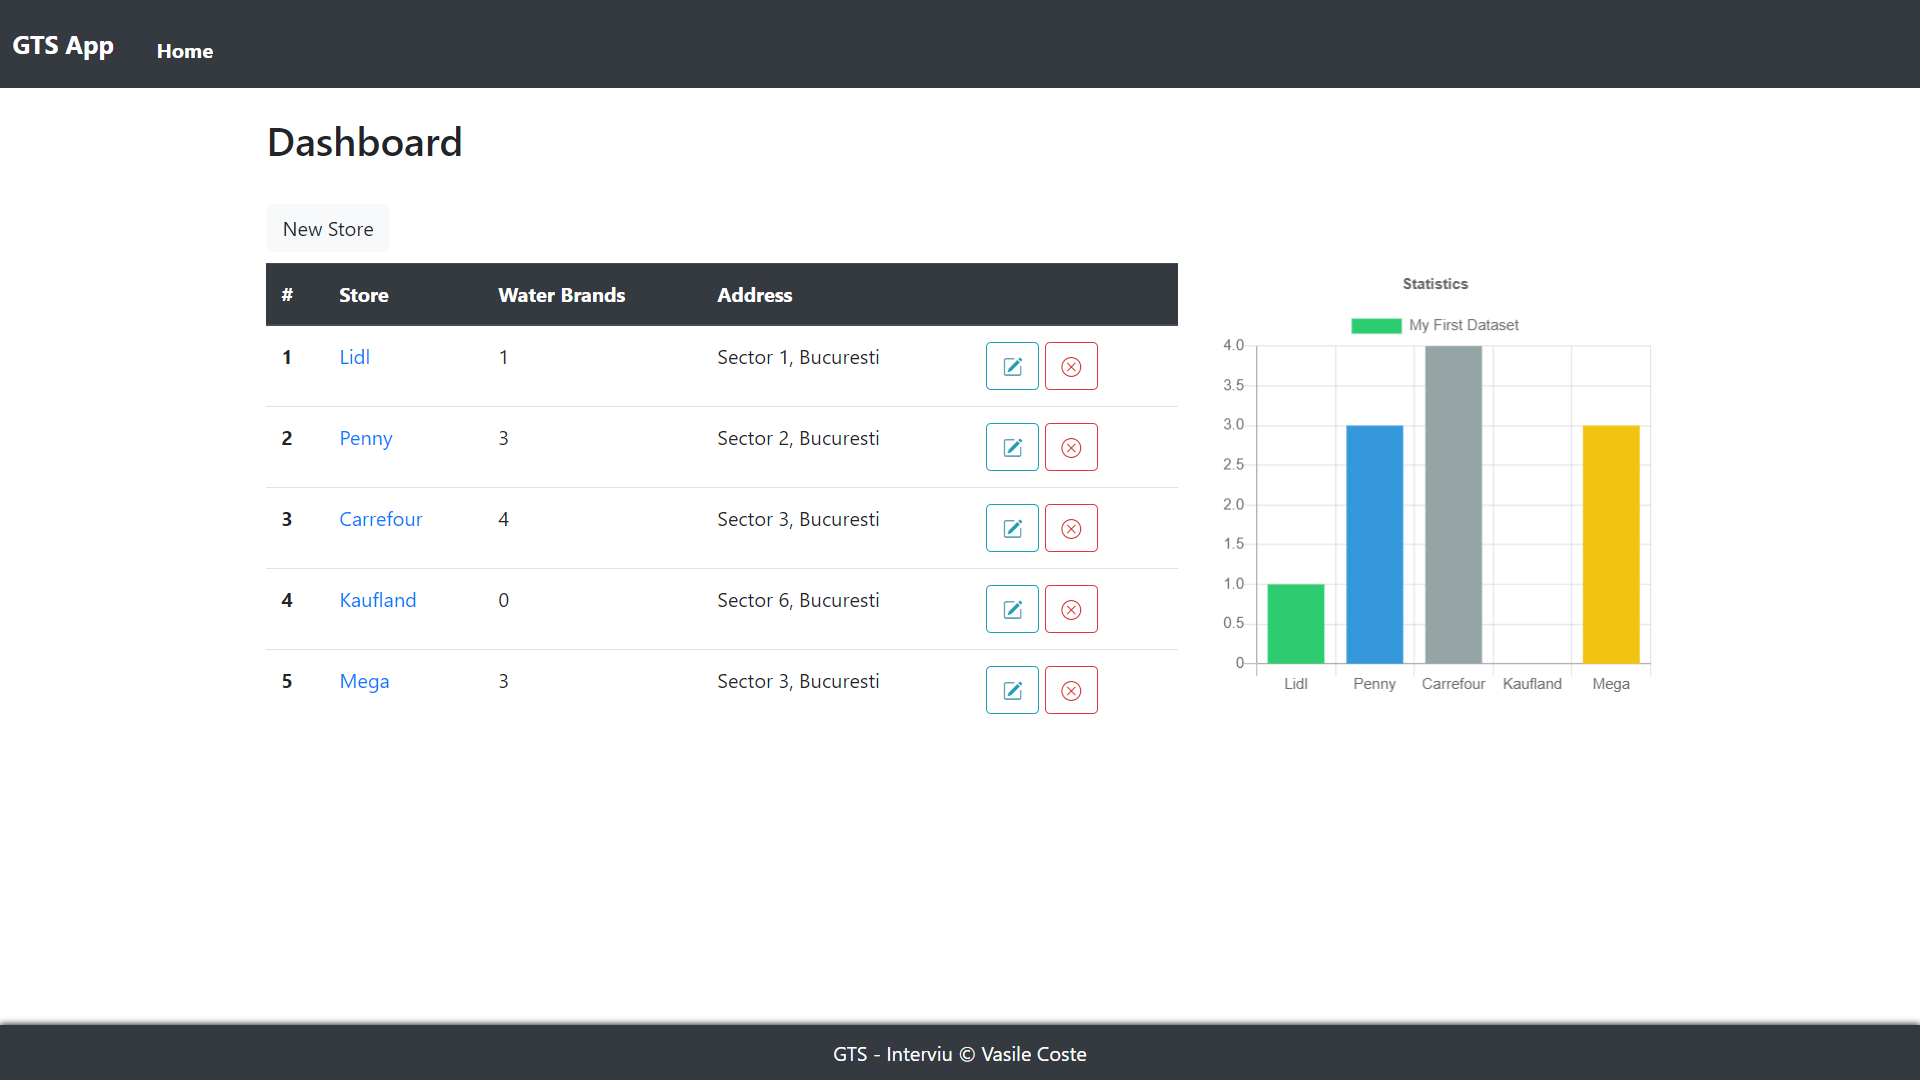 GTS App Home
Dashboard
New Store
# Store Water Brands Address
1 Lidl 1 Sector 1, Bucuresti
2 Penny 3 Sector 2, Bucuresti
3 Carrefour 4 Sector 3, Bucuresti
4 Kaufland 0 Sector 6, Bucuresti
5 Mega 3 Sector 3, Bucuresti
Statistics
My First Dataset
4.0
3.5
3.0
2.5
2.0
1.5
1.0
0.5
0
Lidl Penny Carrefour Kaufland Mega
GTS - Interviu © Vasile Coste